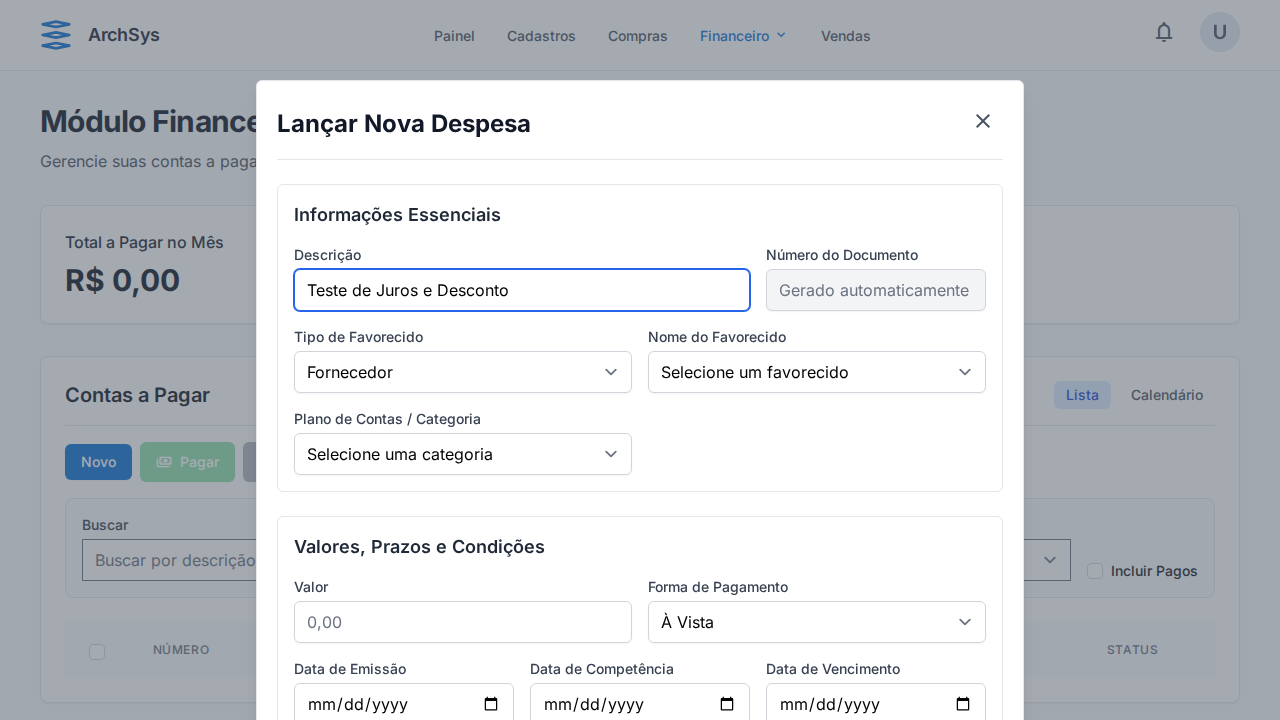 ArchSys
Painel
Cadastros
Compras
Financeiro
Vendas
U
Módulo Finance
Gerencie suas contas a paga
Total a Pagar no Mês
R$ 0,00
Contas a Pagar
Lista
Calendário
Novo
Pagar
Buscar
Buscar por descrição
Incluir Pagos
NÚMERO
STATUS
Lançar Nova Despesa
Informações Essenciais
Descrição
Número do Documento
Teste de Juros e Desconto
Gerado automaticamente
Tipo de Favorecido
Nome do Favorecido
Fornecedor
Selecione um favorecido
Plano de Contas / Categoria
Selecione uma categoria
Valores, Prazos e Condições
Valor
Forma de Pagamento
0,00
À Vista
Data de Emissão
Data de Competência
Data de Vencimento
mm/dd/yyyy
mm/dd/yyyy
mm/dd/yyyy